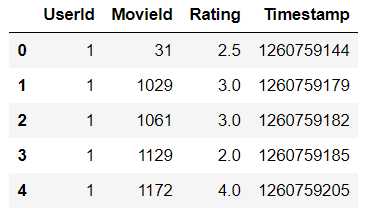 UserId MovieId Rating Timestamp
0 1 31 2.5 1260759144
1 1 1029 3.0 1260759179
2 1 1061 3.0 1260759182
3 1 1129 2.0 1260759185
4 1 1172 4.0 1260759205